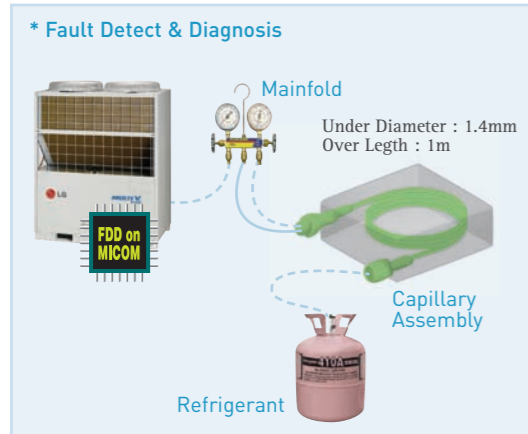 * Fault Detect & Diagnosis
Mainfold
Under Diameter : 1.4mm
Over Legth : 1m
LG
MULTI V
FDD on
MICOM
Capillary
Assembly
410A
Refrigerant